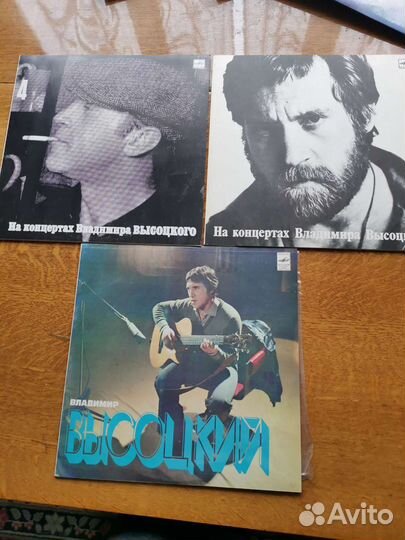 4
На концертах Владимира ВЫСОЦКОГО
На концертах Владимира Высоц
ВЛАДИМИР
ВЫСОЦКИЙ
Avito